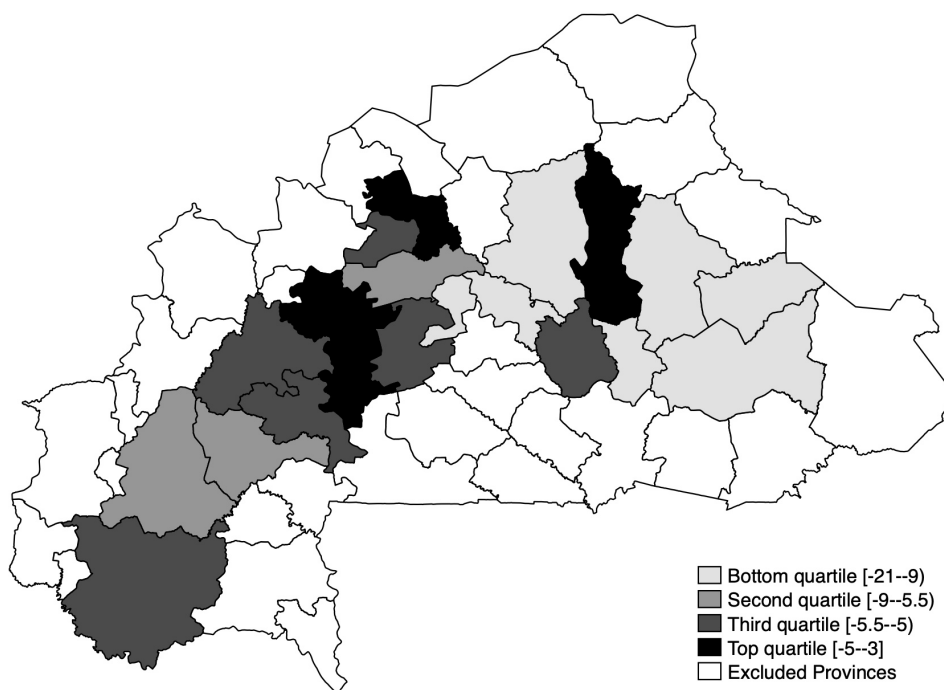 Bottom quartile [-21--9)
Second quartile [-9--5.5)
Third quartile [-5.5--5)
Top quartile [-5--3]
Excluded Provinces